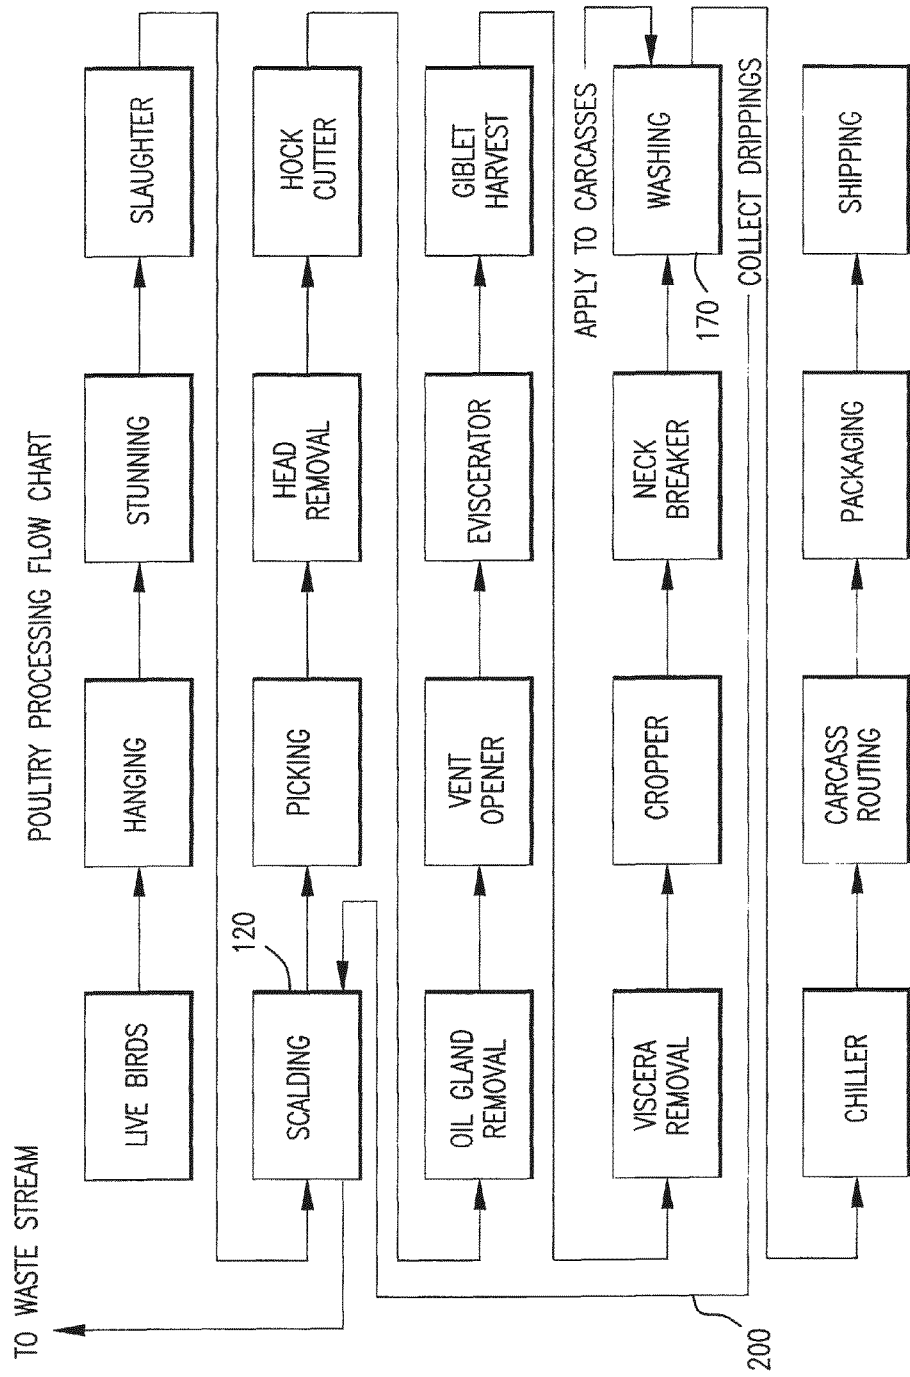 POULTRY PROCESSING FLOW CHART
TO WASTE STREAM
LIVE BIRDS
HANGING
STUNNING
SLAUGHTER
120
SCALDING
PICKING
HEAD
REMOVAL
HOCK
CUTTER
OIL GLAND
REMOVAL
VENT
OPENER
EVISCERATOR
GIBLET
HARVEST
APPLY TO CARCASSES
VISCERA
REMOVAL
CROPPER
NECK
BREAKER
WASHING
170
COLLECT DRIPPINGS
200
CHILLER
CARCASS
ROUTING
PACKAGING
SHIPPING